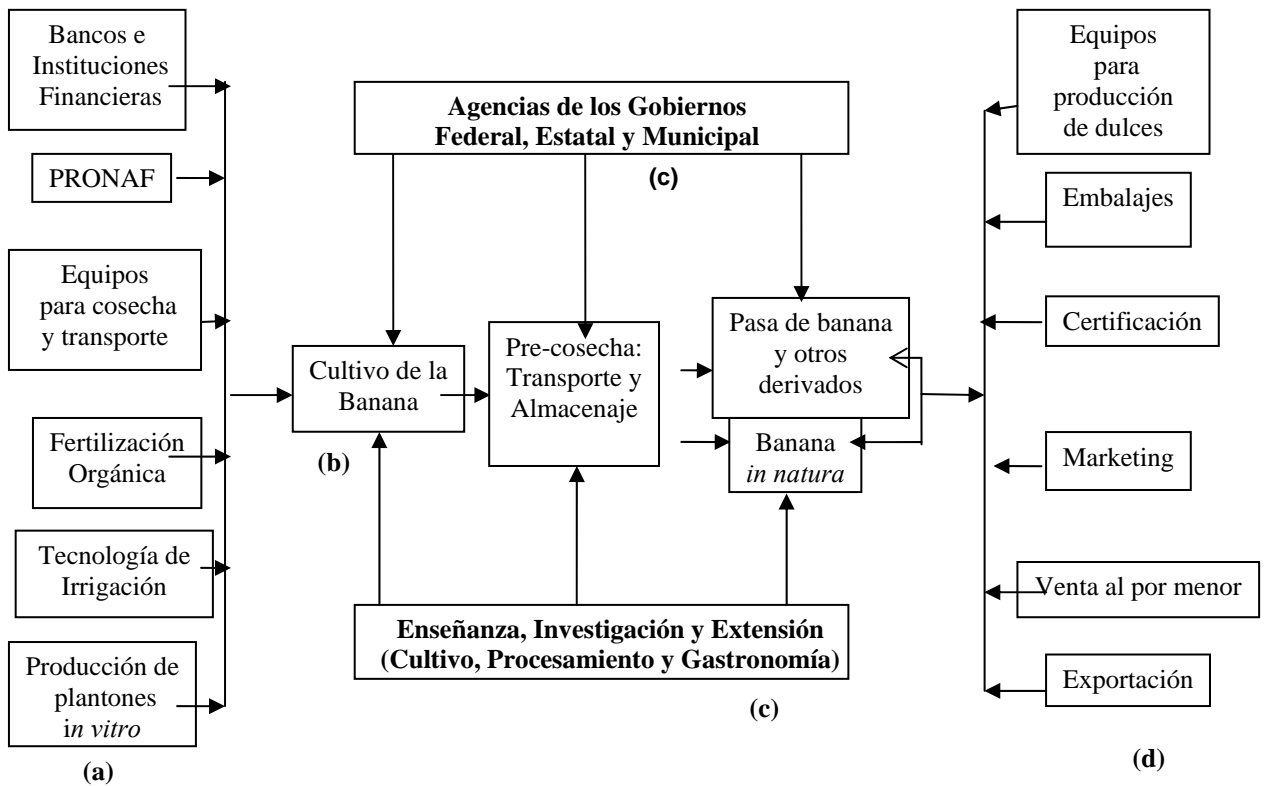 Bancos e
Instituciones
Financieras
PRONAF
Equipos
para cosecha
y transporte
Fertilización
Orgánica
Tecnología de
Irrigación
Producción de
plantones
in vitro
(a)
Agencias de los Gobiernos
Federal, Estatal y Municipal
(c)
Cultivo de la
Banana
(b)
Pre-cosecha:
Transporte y
Almacenaje
Pasa de banana
y otros
derivados
Banana
in natura
Enseñanza, Investigación y Extensión
(Cultivo, Procesamiento y Gastronomía)
(c)
Equipos
para
producción
de dulces
Embalajes
Certificación
Marketing
Venta al por menor
Exportación
(d)